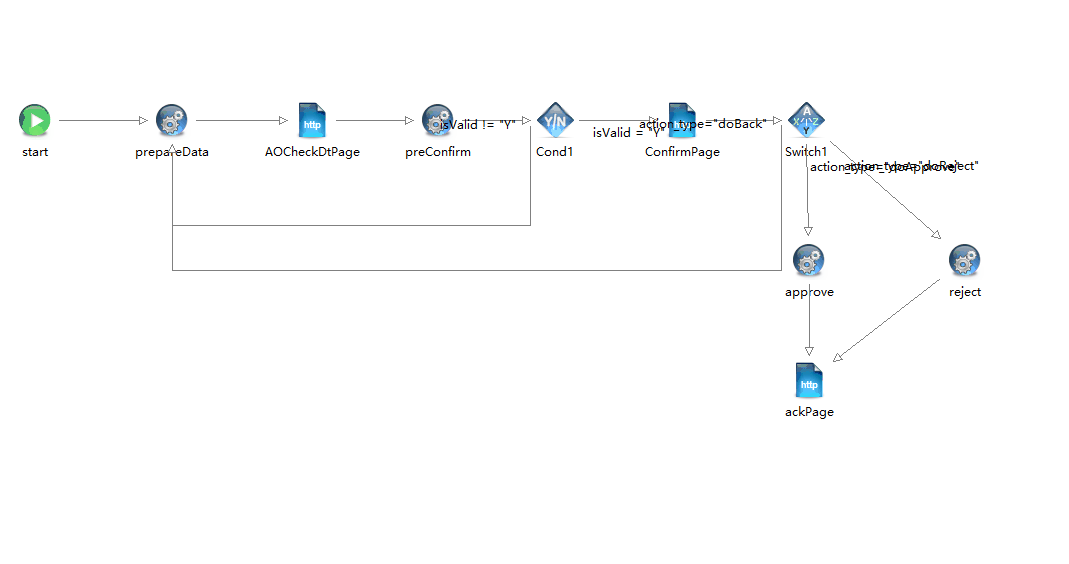 http
http
A
X Z
Y
Y/N
isValid != "Y"
isValid = "Y"
action_type="doBack"
start
prepareData
AOCheckDtPage
preConfirm
Cond1
ConfirmPage
Switch1
action_type="doApprove"
action_type="doReject"
approve
reject
http
ackPage